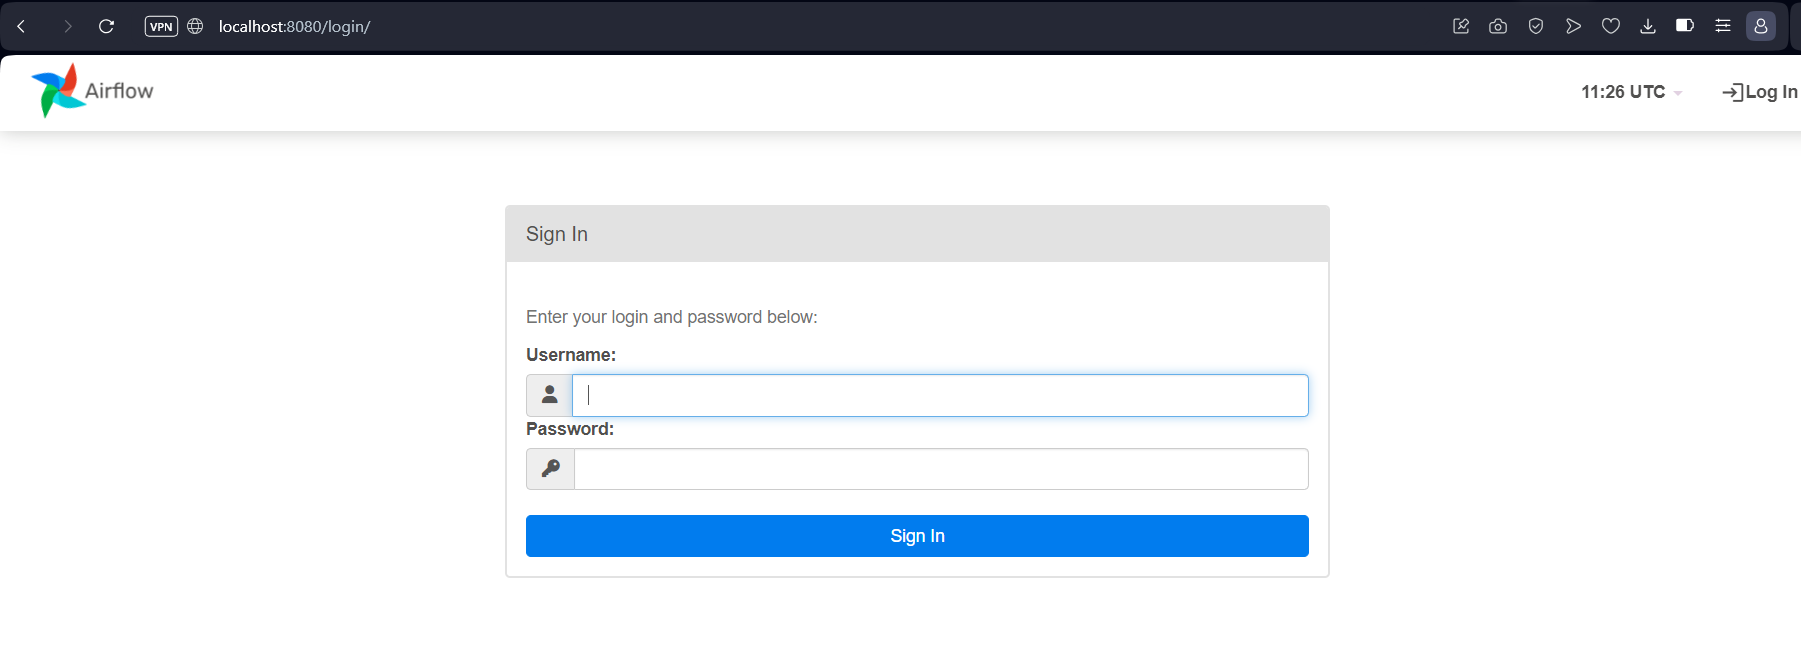 VPN localhost:8080/login/
Airflow 11:26 UTC Log In
Sign In
Enter your login and password below:
Username:
Password:
Sign In